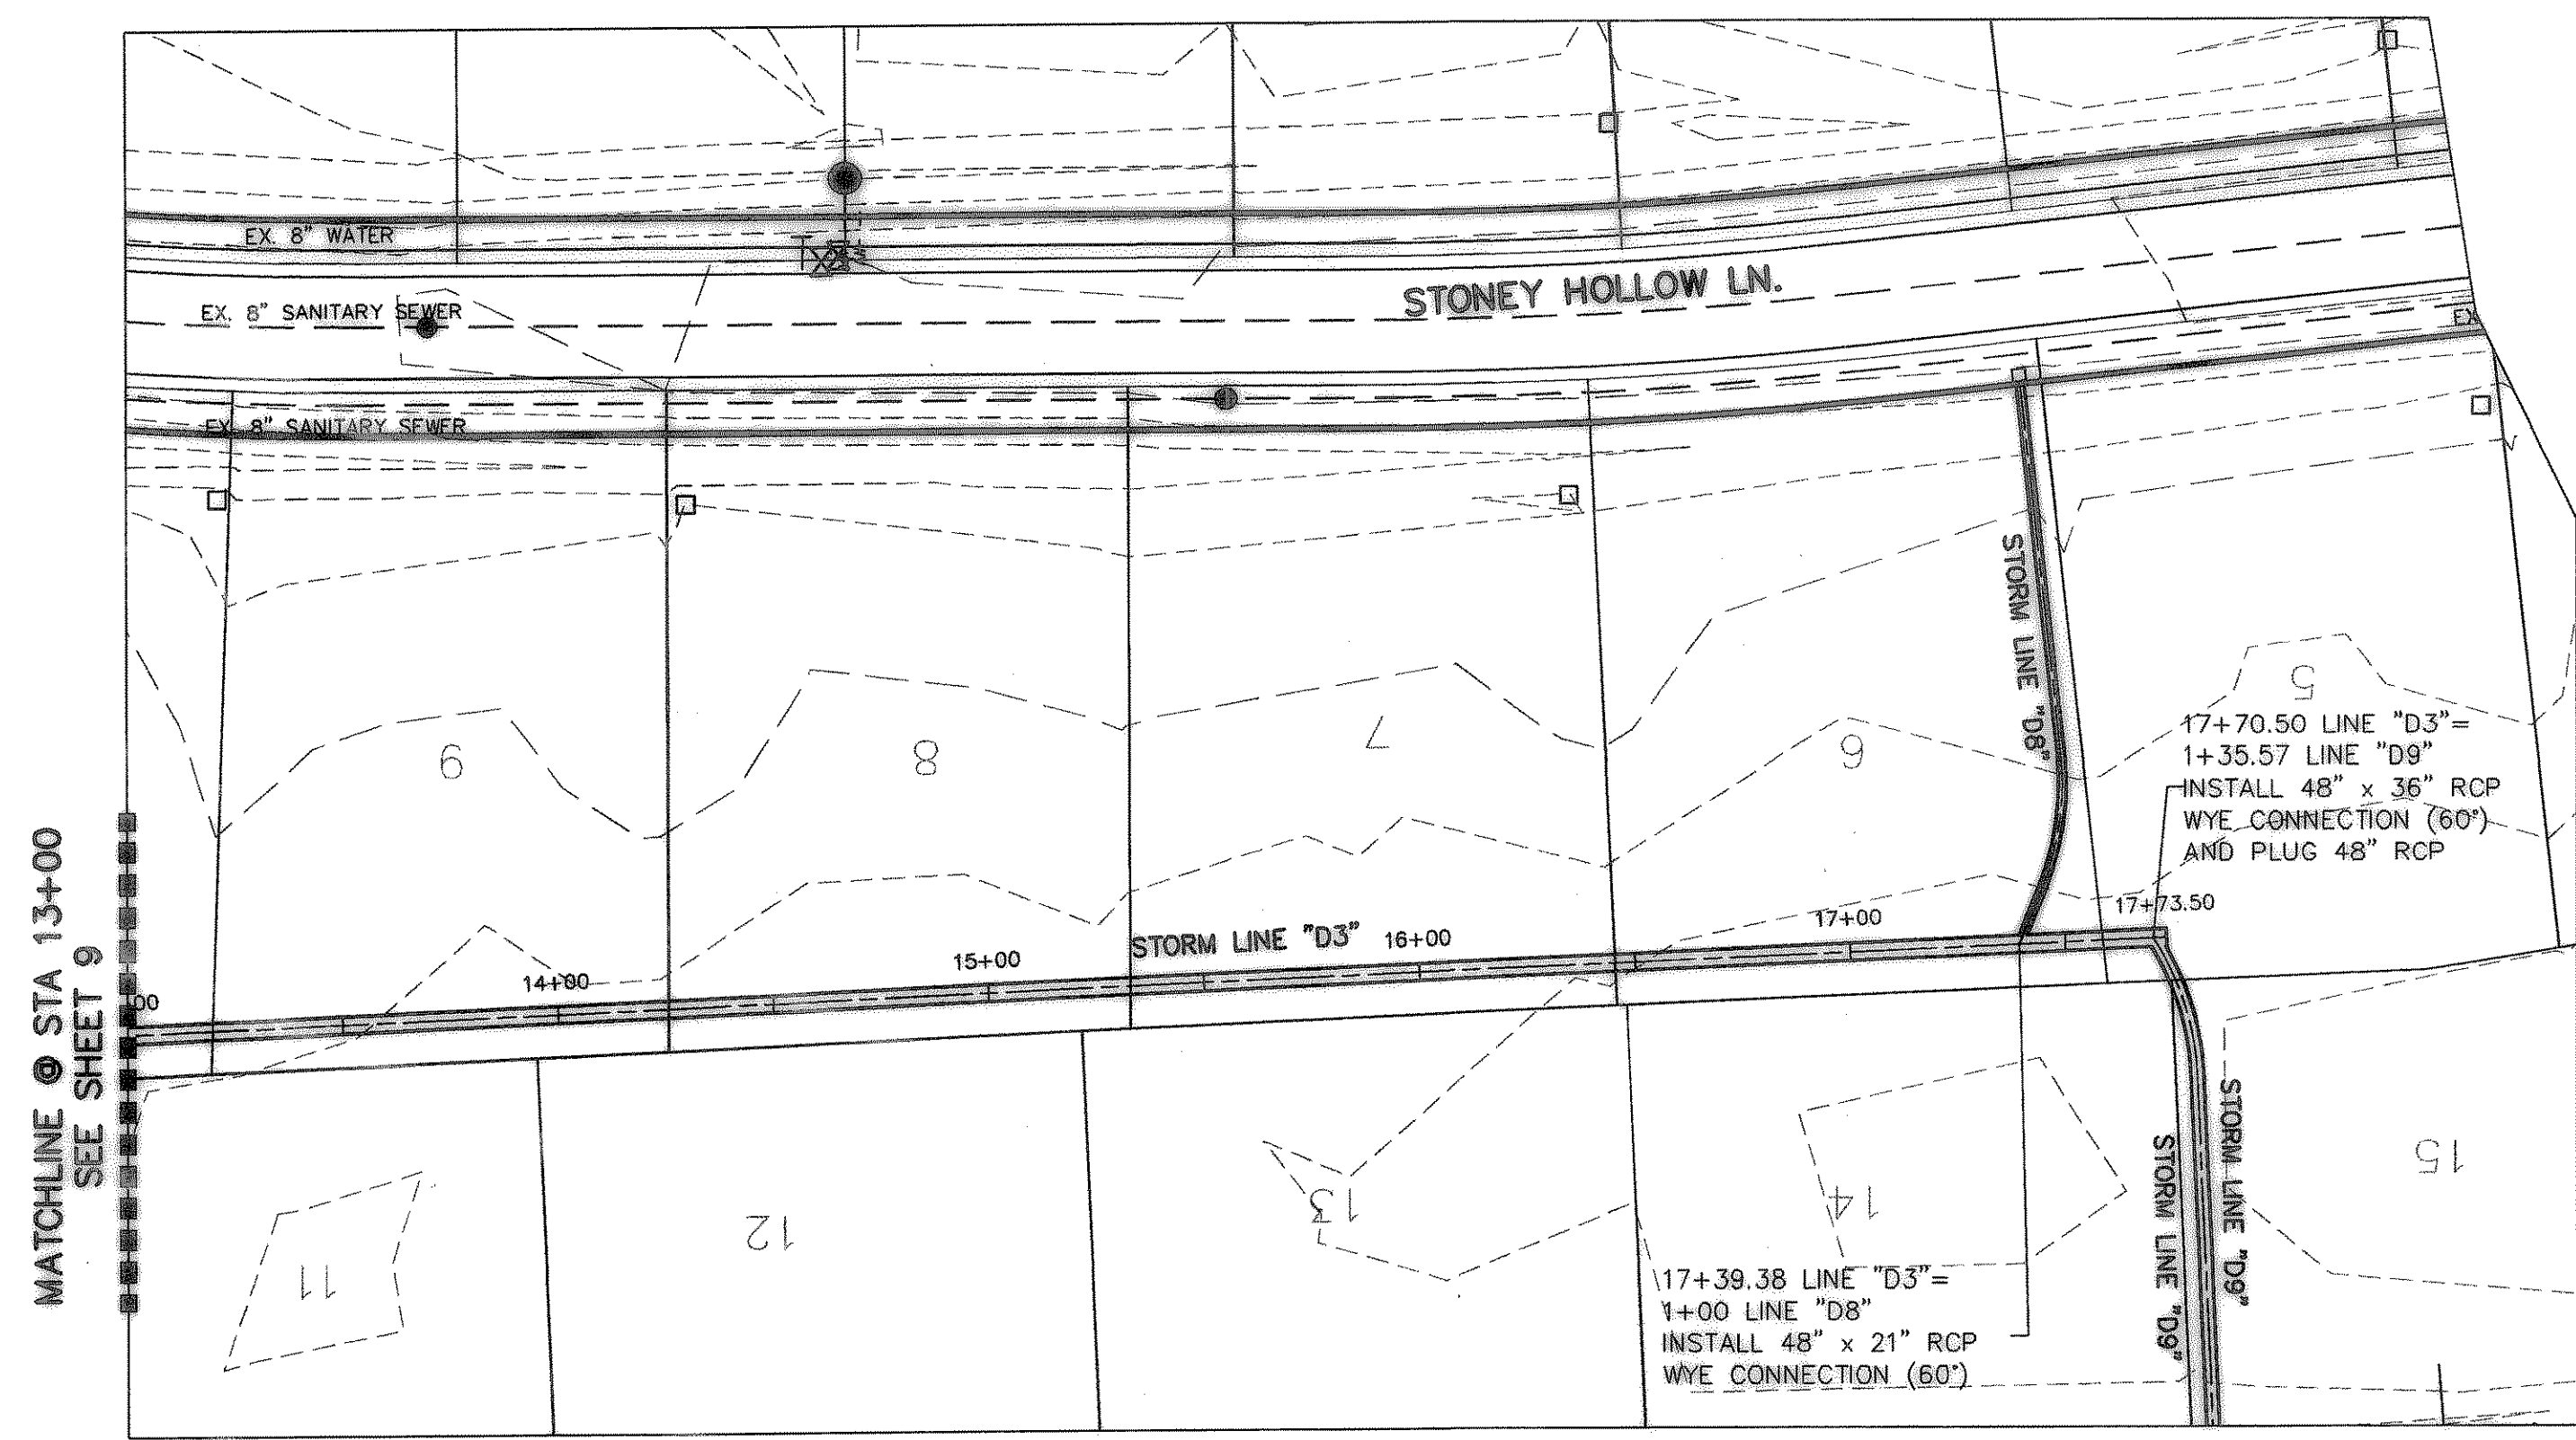 EX. 8" WATER
EX. 8" SANITARY SEWER
STONEY HOLLOW LN.
EX
EX. 8" SANITARY SEWER
STORM LINE "D8"
9
8
7
6
5
17+70.50 LINE "D3"=
1+35.57 LINE "D9"
INSTALL 48" x 36" RCP
WYE CONNECTION (60°)
AND PLUG 48" RCP
MATCHLINE @ STA 13+00
SEE SHEET 9
00
14+00
15+00
STORM LINE "D3"
16+00
17+00
17+73.50
11
12
13
14
15
STORM LINE "D9"
STORM LINE "D9"
17+39.38 LINE "D3"=
1+00 LINE "D8"
INSTALL 48" x 21" RCP
WYE CONNECTION (60°)